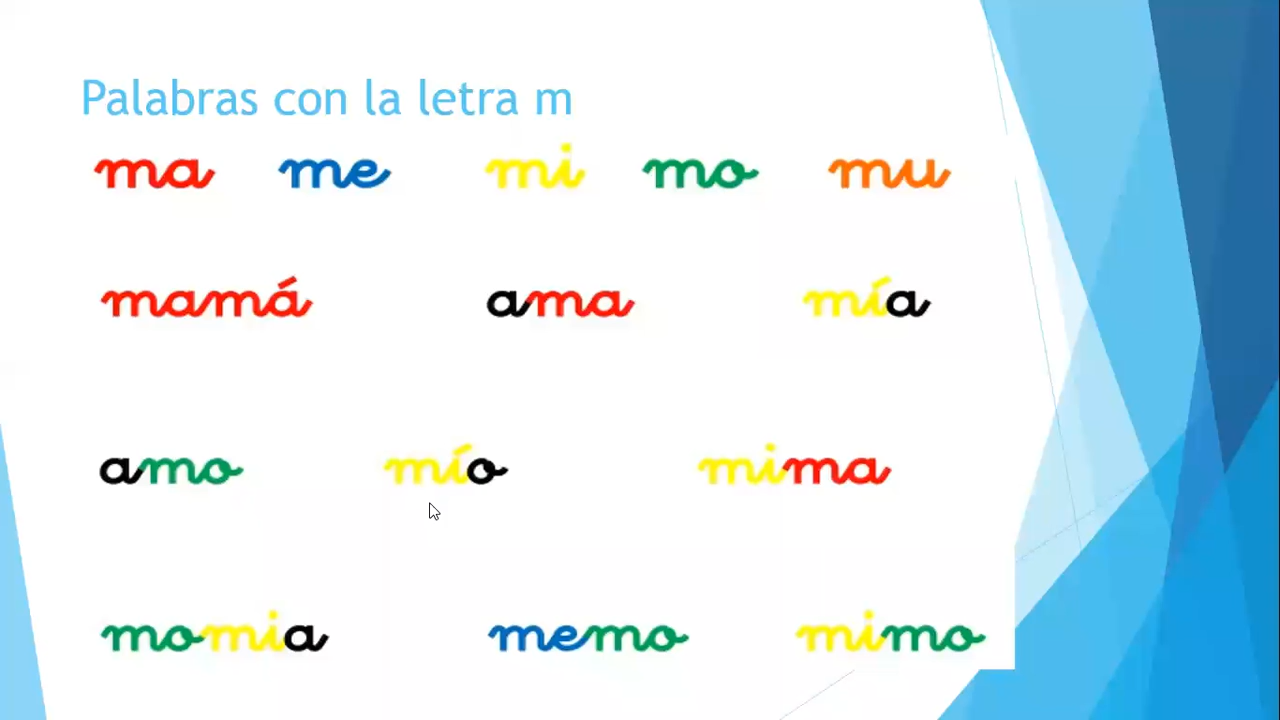 Palabras con la letra m
ma me mi mo mu
mamá ama mía
amo mío mima
momia memo mimo